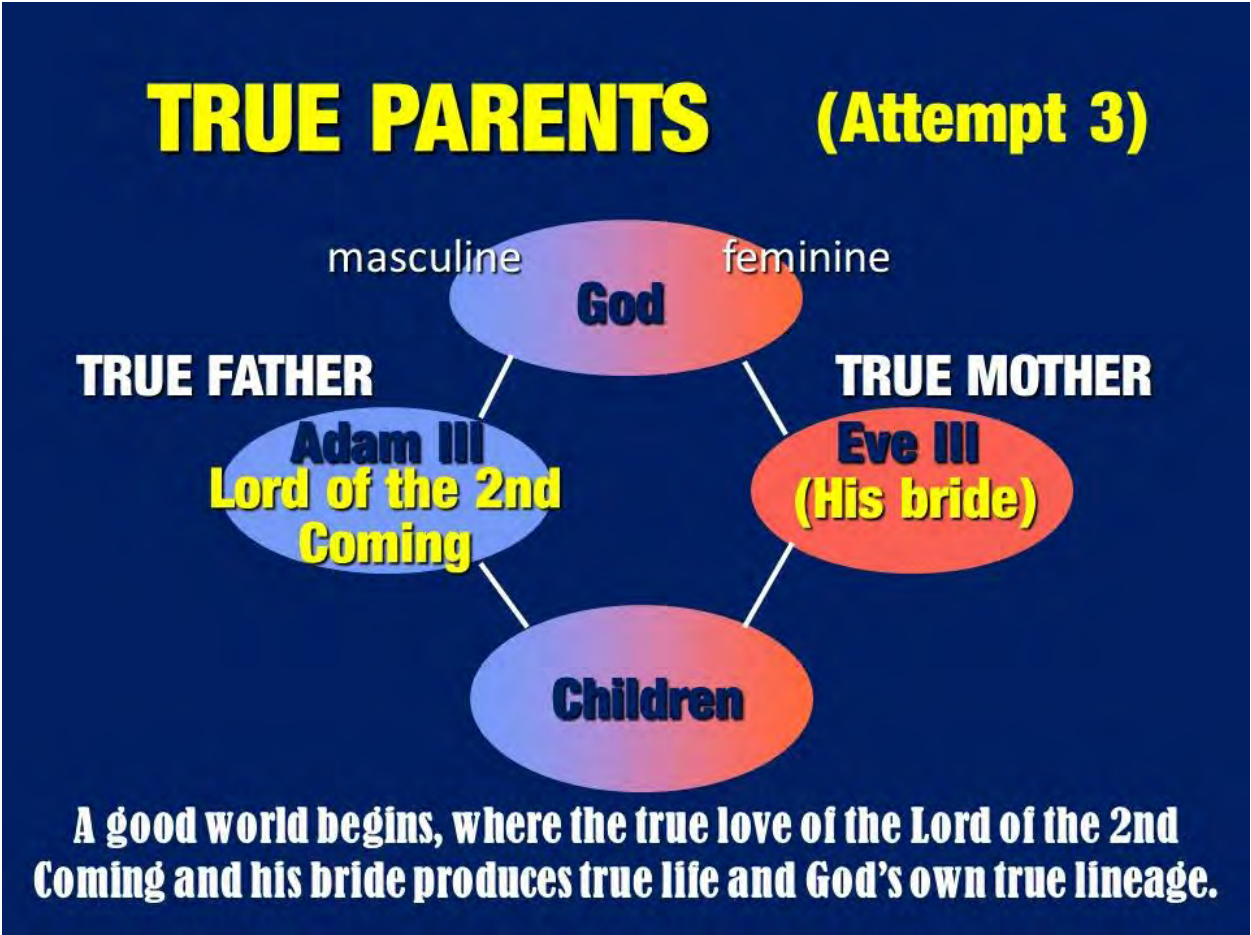 TRUE PARENTS (Attempt 3)
masculine feminine
God
TRUE FATHER TRUE MOTHER
Adam III
Lord of the 2nd
Coming
Eve III
(His bride)
Children
A good world begins, where the true love of the Lord of the 2nd
Coming and his bride produces true life and God's own true lineage.